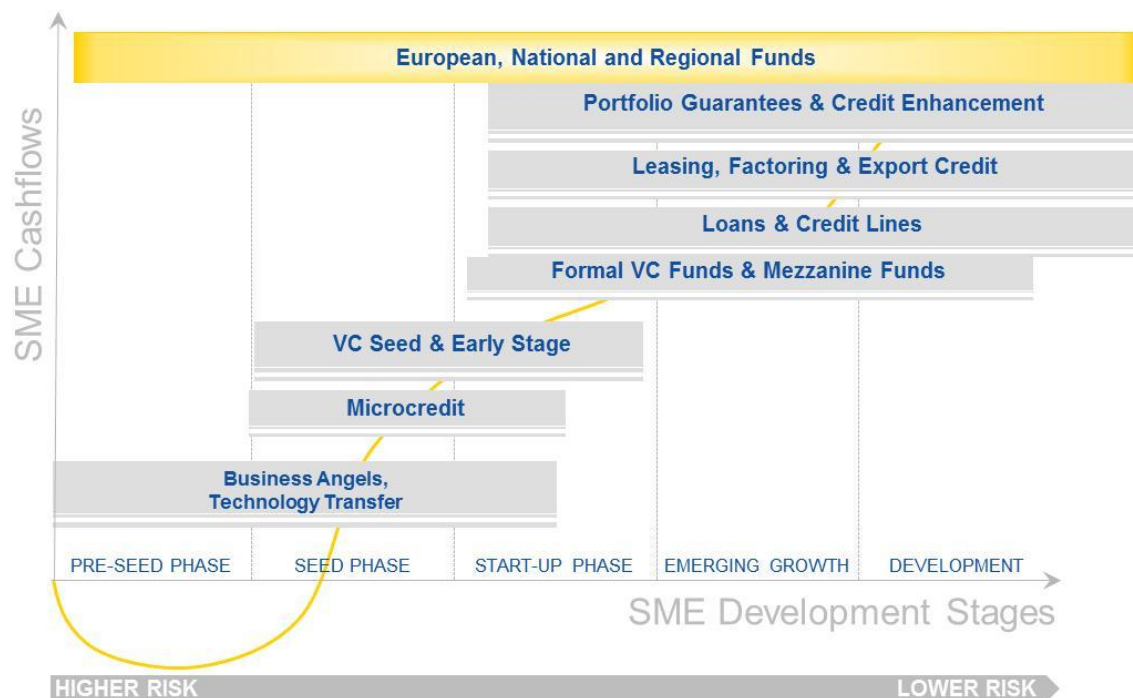 SME Cashflows
European, National and Regional Funds
Portfolio Guarantees & Credit Enhancement
Leasing, Factoring & Export Credit
Loans & Credit Lines
Formal VC Funds & Mezzanine Funds
VC Seed & Early Stage
Microcredit
Business Angels,
Technology Transfer
PRE-SEED PHASE
SEED PHASE
START-UP PHASE
EMERGING GROWTH
DEVELOPMENT
SME Development Stages
HIGHER RISK
LOWER RISK